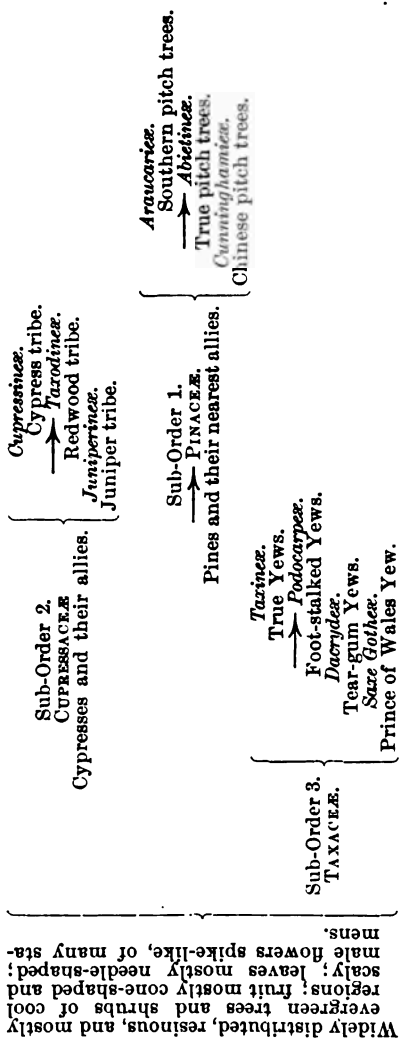 Widely distributed, resinous, and mostly
evergreen trees and shrubs of cool
regions; fruit mostly cone-shaped and
scaly; leaves mostly needle-shaped;
male flowers spike-like, of many sta-
mens.
Sub-Order 2.
CUPRESSACEÆ
Cypresses and their allies.
Cupressineæ.
Cypress tribe.
Taxodineæ.
Redwood tribe.
Juniperineæ.
Juniper tribe.
Sub-Order 1.
PINACEÆ.
Pines and their nearest allies.
Araucarieæ.
Southern pitch trees.
Abietineæ.
True pitch trees.
Cunninghamieæ.
Chinese pitch trees.
Sub-Order 3.
TAXACEÆ.
Taxineæ.
True Yews.
Podocarpeæ.
Foot-stalked Yews.
Dacrydeæ.
Tear-gum Yews.
Saxe Gotheæ.
Prince of Wales Yew.